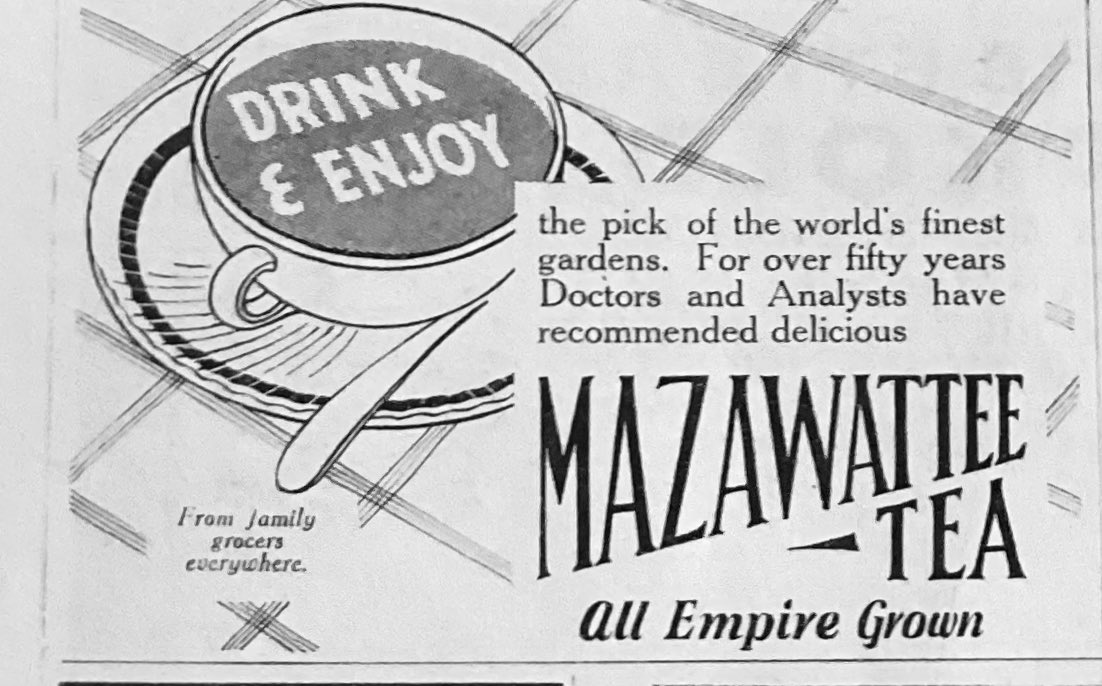 DRINK
& ENJOY
the pick of the world's finest
gardens. For over fifty years
Doctors and Analysts have
recommended delicious
MAZAWATTEE
TEA
All Empire Grown
From family
grocers
everywhere.